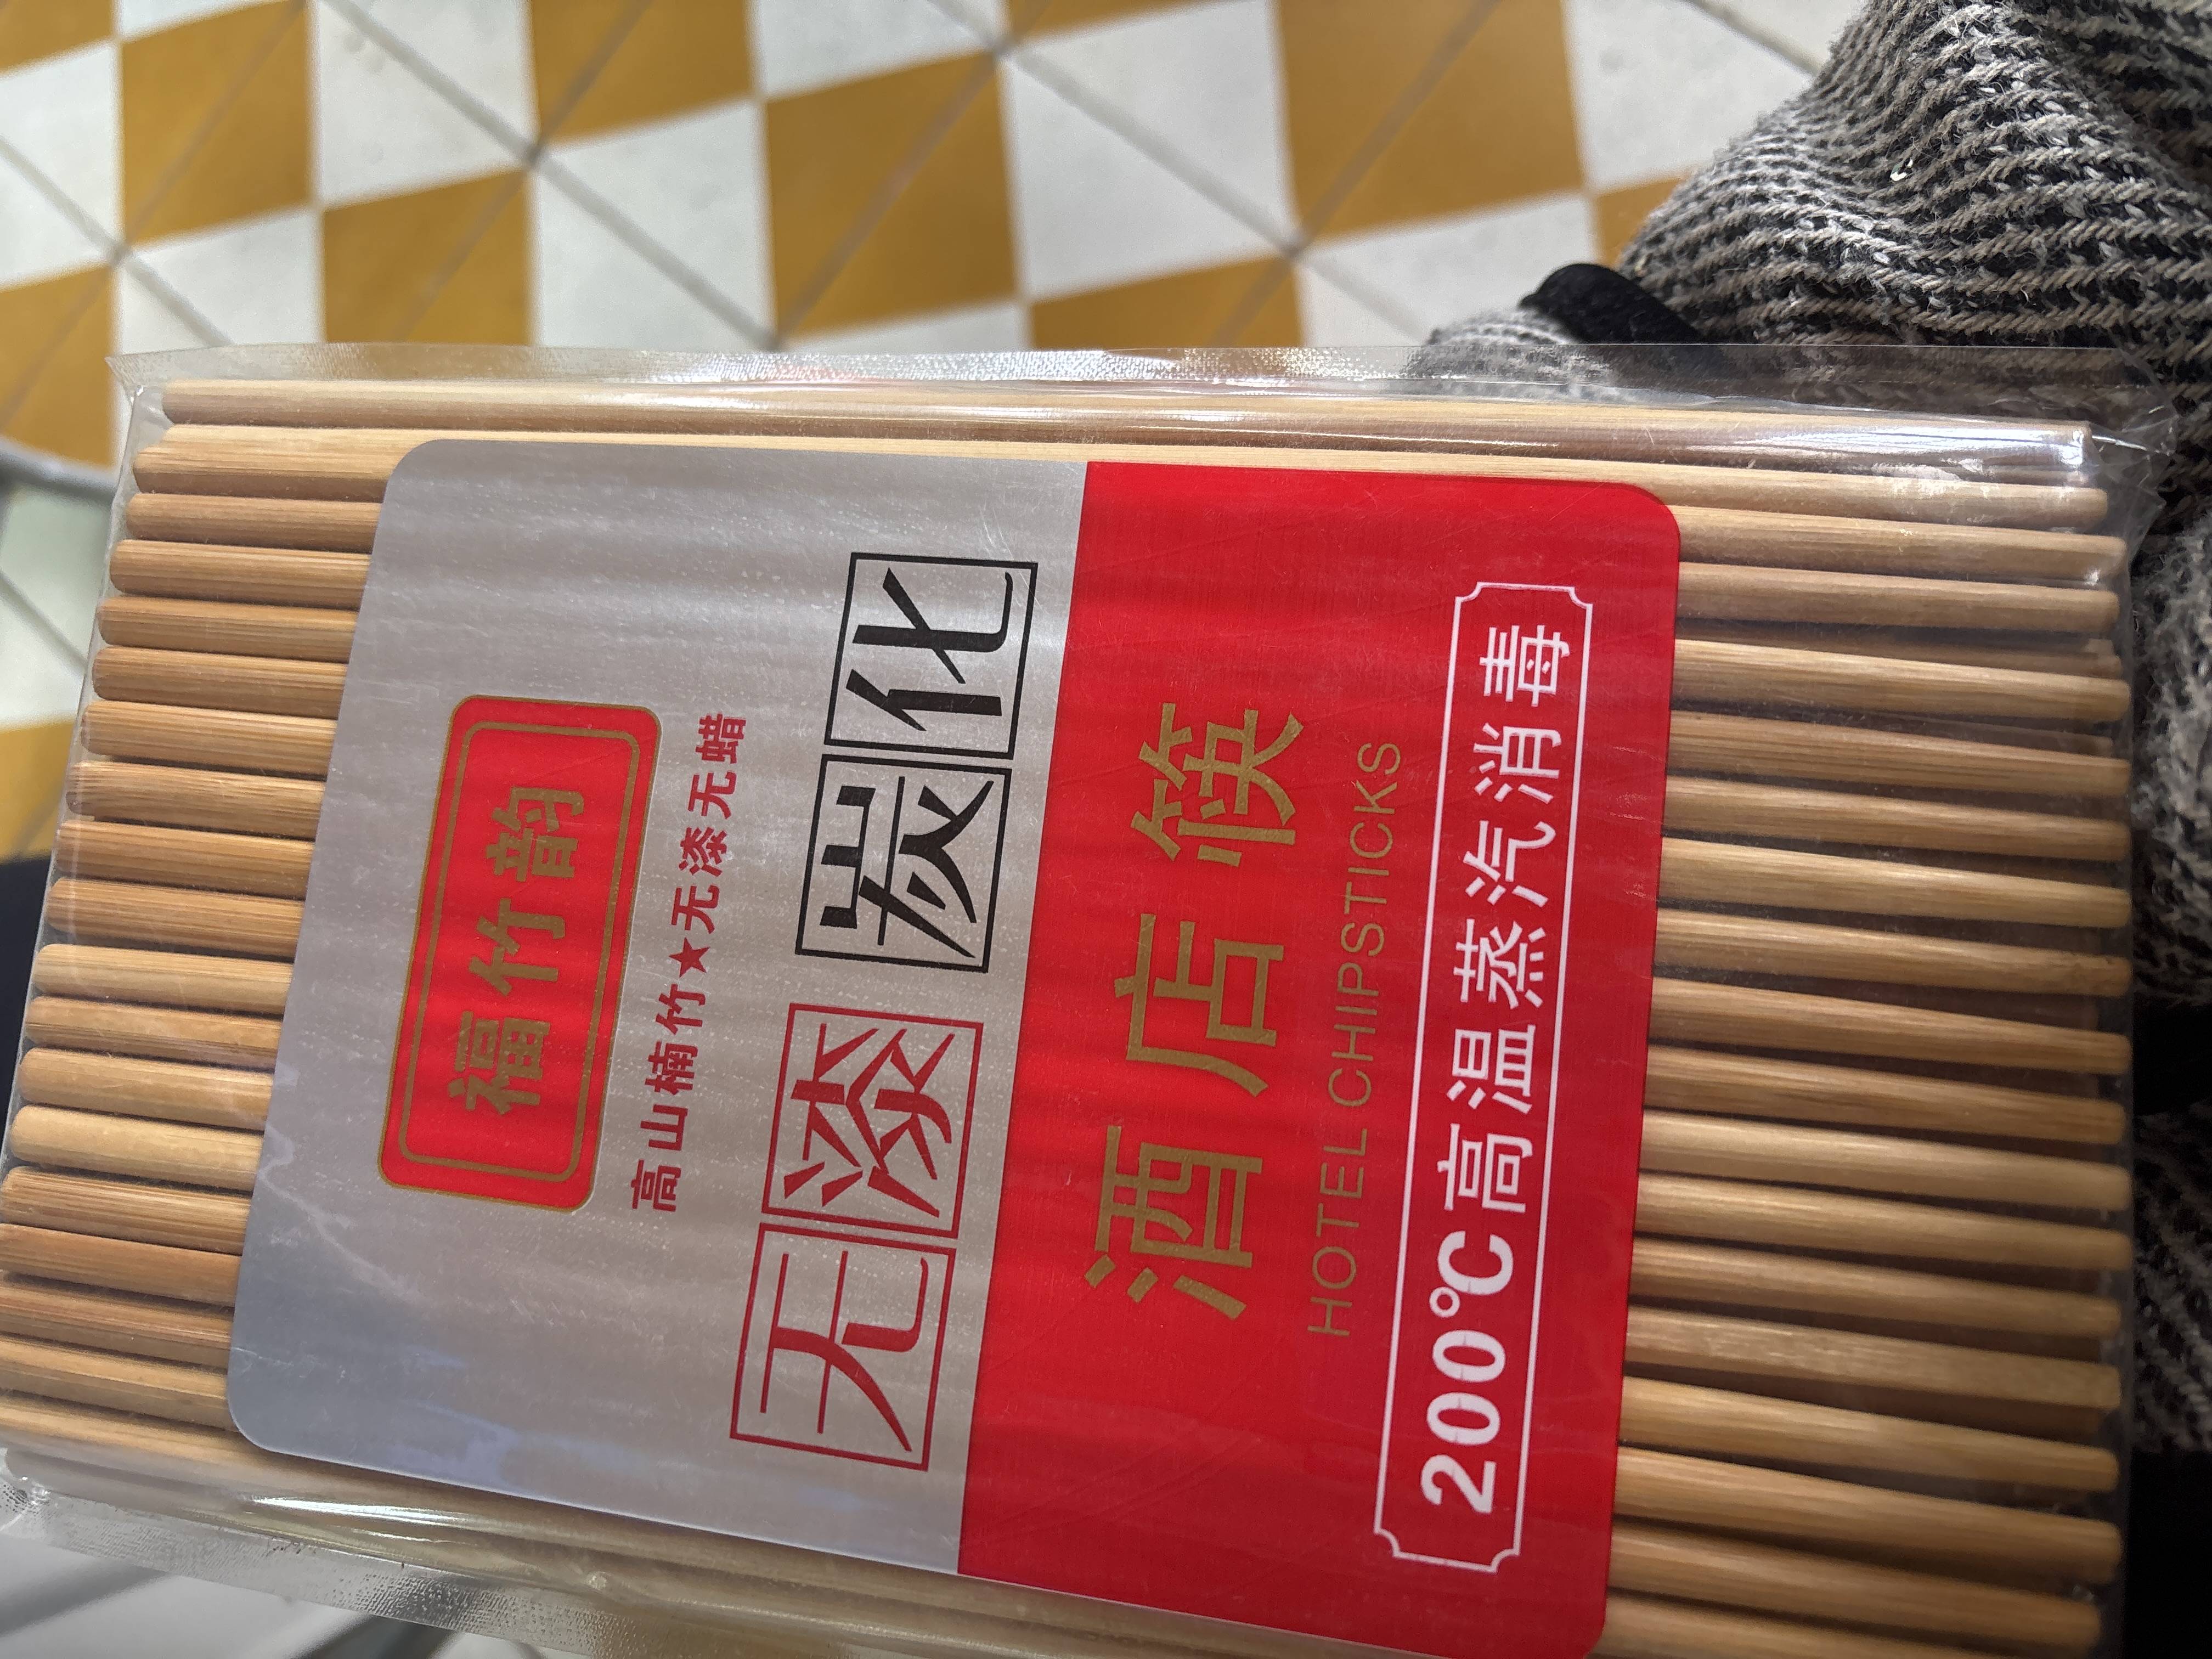 福竹韵
高山楠竹★无漆无蜡
无漆 炭化
酒店筷
HOTEL CHIPSTICKS
200℃高温蒸汽消毒